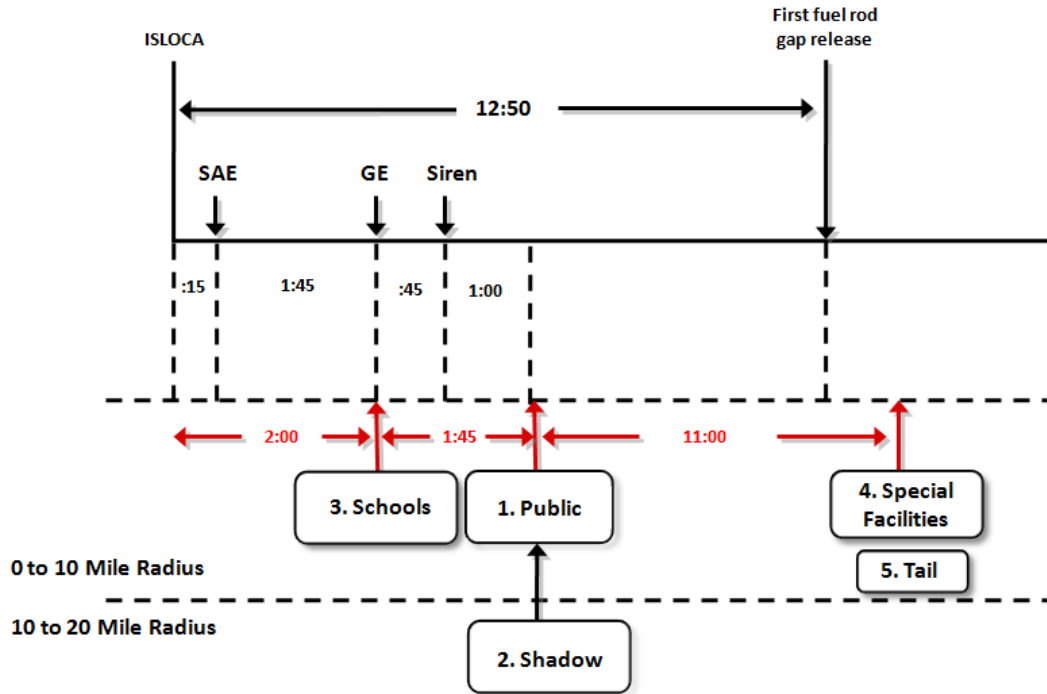 ISLOCA
First fuel rod
gap release
12:50
SAE
GE
Siren
:15
1:45
:45
1:00
2:00
1:45
11:00
3. Schools
1. Public
4. Special
Facilities
5. Tail
0 to 10 Mile Radius
10 to 20 Mile Radius
2. Shadow